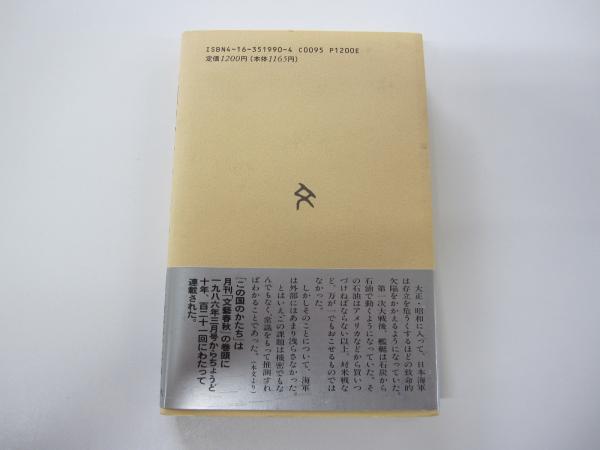 ISBN4-16-351990-4 C0095 P1200E
定価1200円(本体1165円)
大正・昭和に入って、日本海軍
は存立を危うくするほどの致命的
欠陥をかかえるようになっていた。
第一次大戦後、艦艇は石炭から
石油で動くようになっていた。そ
の石油はアメリカなどから買いつ
づけねばならない以上、対米戦な
ど、万が一でもおこせるものでは
なかった。
しかしそのことについて、海軍
は外部にはあまり洩らさなかった。
とはいえ、この課題は機密でもな
んでもなく、常識をもって推測すれ
ばわかることであった。(本文より)
「この国のかたち」は
月刊「文藝春秋」の巻頭に
一九八六年三月号からちょうど
十年、百二十一回にわたって
連載された。